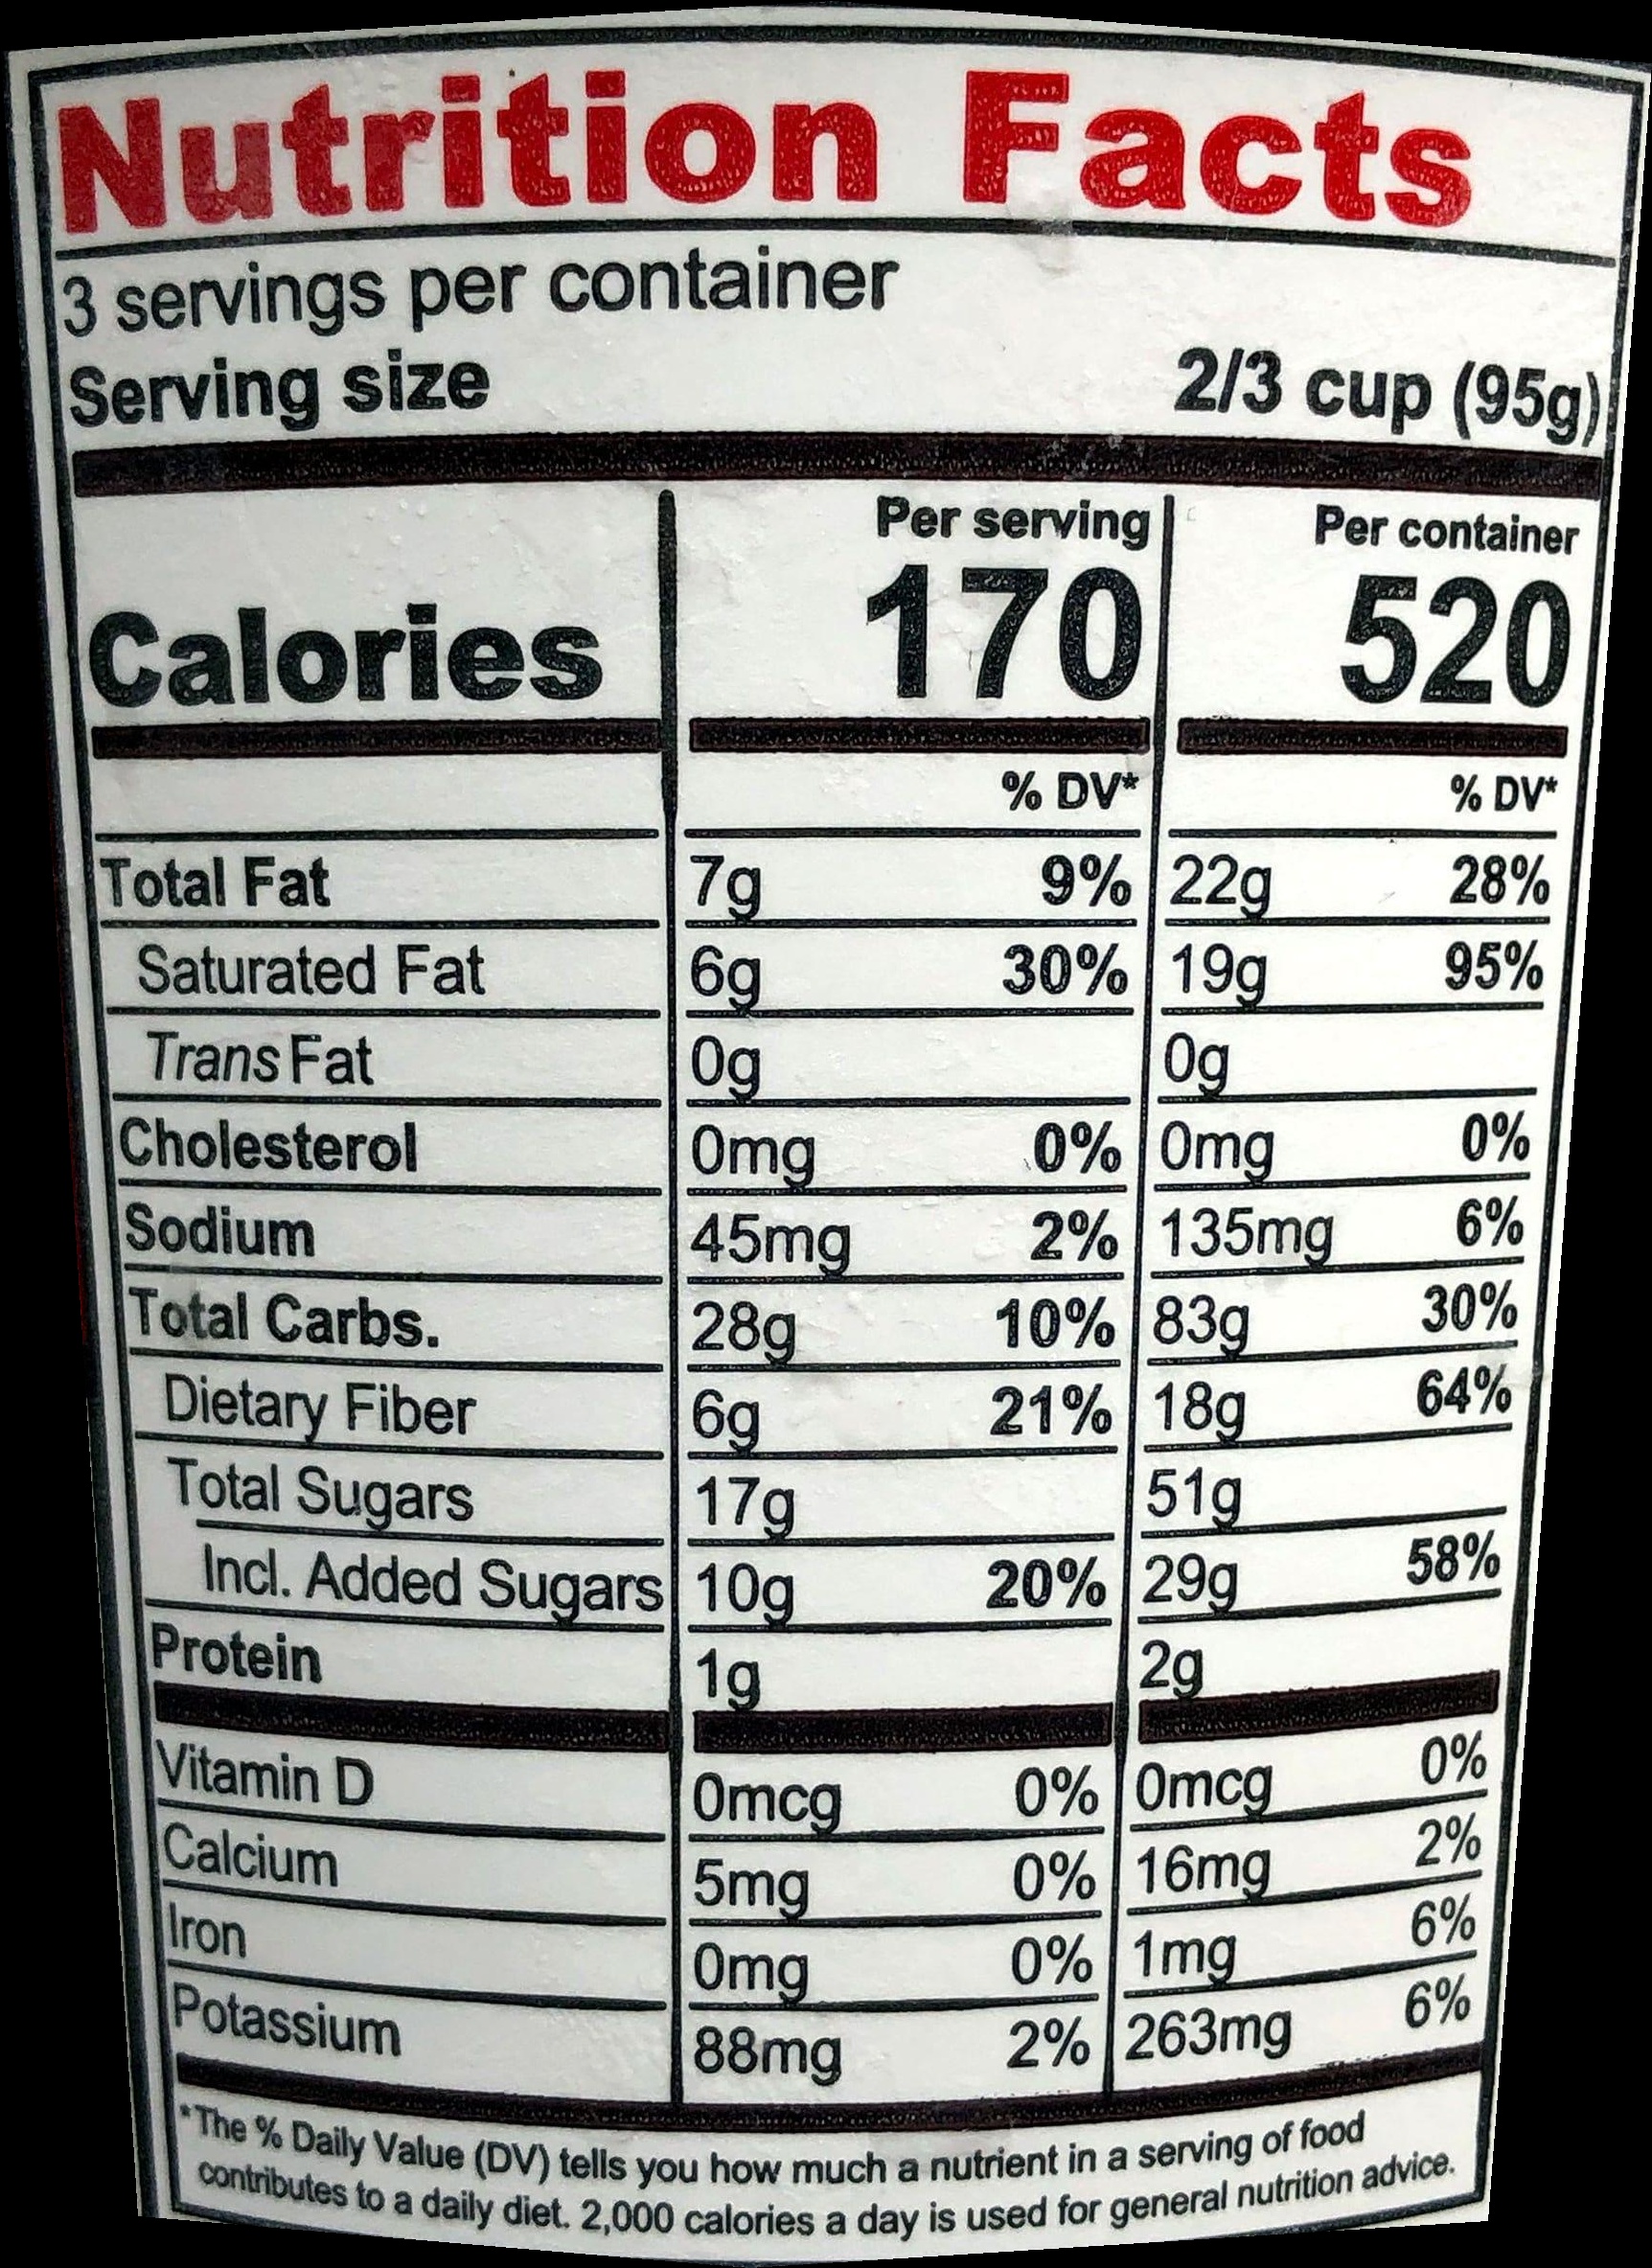 Nutrition Facts
3 servings per container
Serving size 2/3 cup (95g)
Per serving Per container
Calories 170 520
% DV* % DV*
Total Fat 7g 9% 22g 28%
Saturated Fat 6g 30% 19g 95%
Trans Fat 0g 0g
Cholesterol 0mg 0% 0mg 0%
Sodium 45mg 2% 135mg 6%
Total Carbs. 28g 10% 83g 30%
Dietary Fiber 6g 21% 18g 64%
Total Sugars 17g 51g
Incl. Added Sugars 10g 20% 29g 58%
Protein 1g 2g
Vitamin D 0mcg 0% 0mcg 0%
Calcium 5mg 0% 16mg 2%
Iron 0mg 0% 1mg 6%
Potassium 88mg 2% 263mg 6%
*The % Daily Value (DV) tells you how much a nutrient in a serving of food
contributes to a daily diet. 2,000 calories a day is used for general nutrition advice.